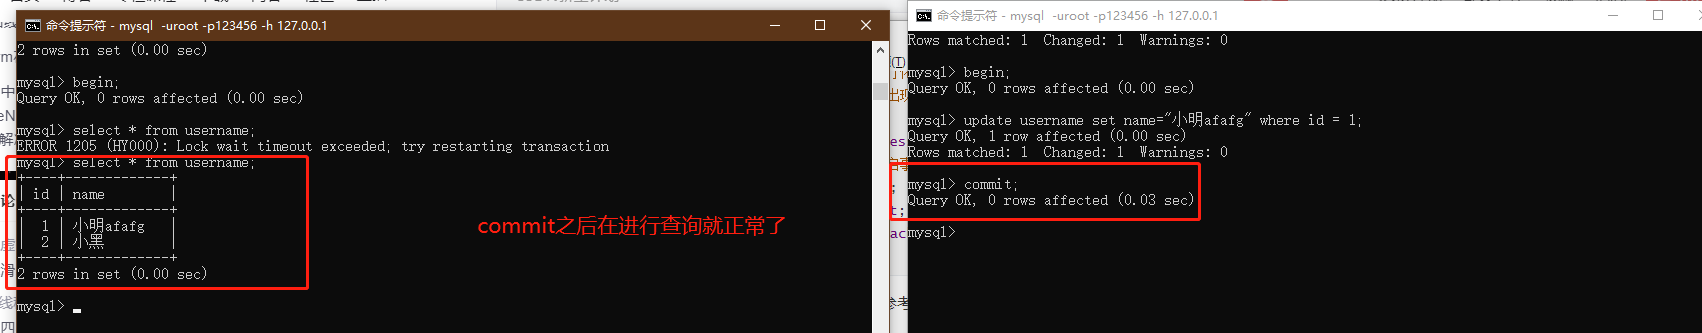 命令提示符 - mysql  -uroot -p123456 -h 127.0.0.1
2 rows in set (0.00 sec)
mysql> begin;
Query OK, 0 rows affected (0.00 sec)
mysql> select * from username;
ERROR 1205 (HY000): Lock wait timeout exceeded; try restarting transaction
mysql> select * from username;
+----+-------------+
| id | name        |
+----+-------------+
|  1 | 小明afafg   |
|  2 | 小黑        |
+----+-------------+
2 rows in set (0.00 sec)
mysql>
commit之后在进行查询就正常了
命令提示符 - mysql  -uroot -p123456 -h 127.0.0.1
Rows matched: 1  Changed: 1  Warnings: 0
mysql> begin;
Query OK, 0 rows affected (0.00 sec)
mysql> update username set name="小明afafg" where id = 1;
Query OK, 1 row affected (0.00 sec)
Rows matched: 1  Changed: 1  Warnings: 0
mysql> commit;
Query OK, 0 rows affected (0.03 sec)
mysql>